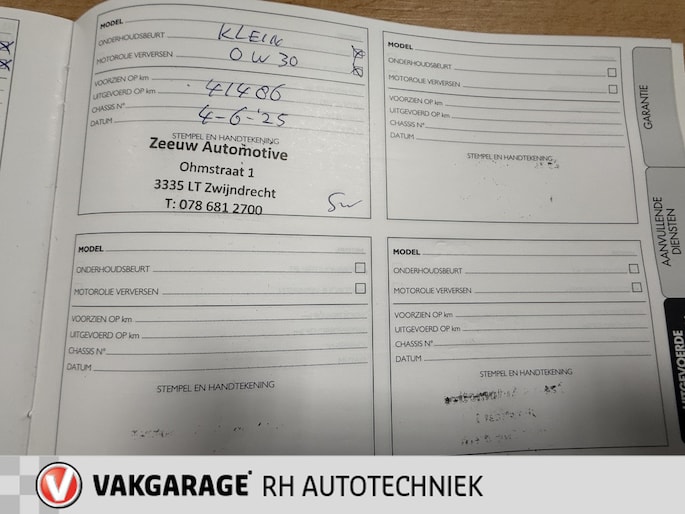 MODEL
KLEIN
ONDERHOUDSBEURT
MOTOROLIE VERVERSEN 0W30
VOORZIEN OP km
UITGEVOERD OP km 41406
CHASSIS N°
DATUM 4-6-'25
STEMPEL EN HANDTEKENING
Zeeuw Automotive
Ohmstraat 1
3335 LT Zwijndrecht
T: 078 681 2700
MODEL
ONDERHOUDSBEURT
MOTOROLIE VERVERSEN
VOORZIEN OP km
UITGEVOERD OP km
CHASSIS N°
DATUM
STEMPEL EN HANDTEKENING
MODEL
ONDERHOUDSBEURT
MOTOROLIE VERVERSEN
VOORZIEN OP km
UITGEVOERD OP km
CHASSIS N°
DATUM
STEMPEL EN HANDTEKENING
MODEL
ONDERHOUDSBEURT
MOTOROLIE VERVERSEN
VOORZIEN OP km
UITGEVOERD OP km
CHASSIS N°
DATUM
STEMPEL EN HANDTEKENING
GARANTIE
AANVULLENDE
DIENSTEN
UITGEVOERDE
VAKGARAGE RH AUTOTECHNIEK